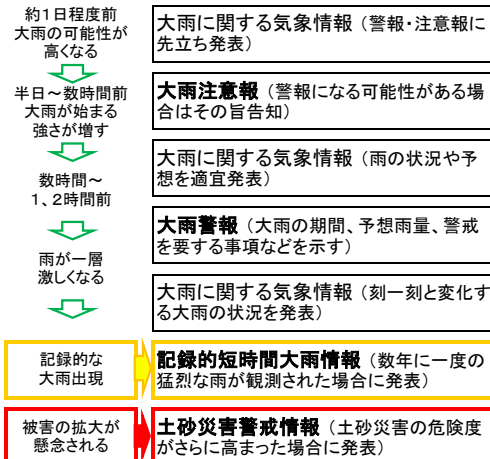 約1日程度前
大雨の可能性が
高くなる
大雨に関する気象情報（警報・注意報に
先立ち発表）
半日～数時間前
大雨が始まる
強さが増す
大雨注意報（警報になる可能性がある場
合はその旨告知）
大雨に関する気象情報（雨の状況や予
想を適宜発表）
数時間～
1、2時間前
大雨警報（大雨の期間、予想雨量、警戒
を要する事項などを示す）
雨が一層
激しくなる
大雨に関する気象情報（刻一刻と変化す
る大雨の状況を発表）
記録的な
大雨出現
記録的短時間大雨情報（数年に一度の
猛烈な雨が観測された場合に発表）
被害の拡大が
懸念される
土砂災害警戒情報（土砂災害の危険度
がさらに高まった場合に発表）